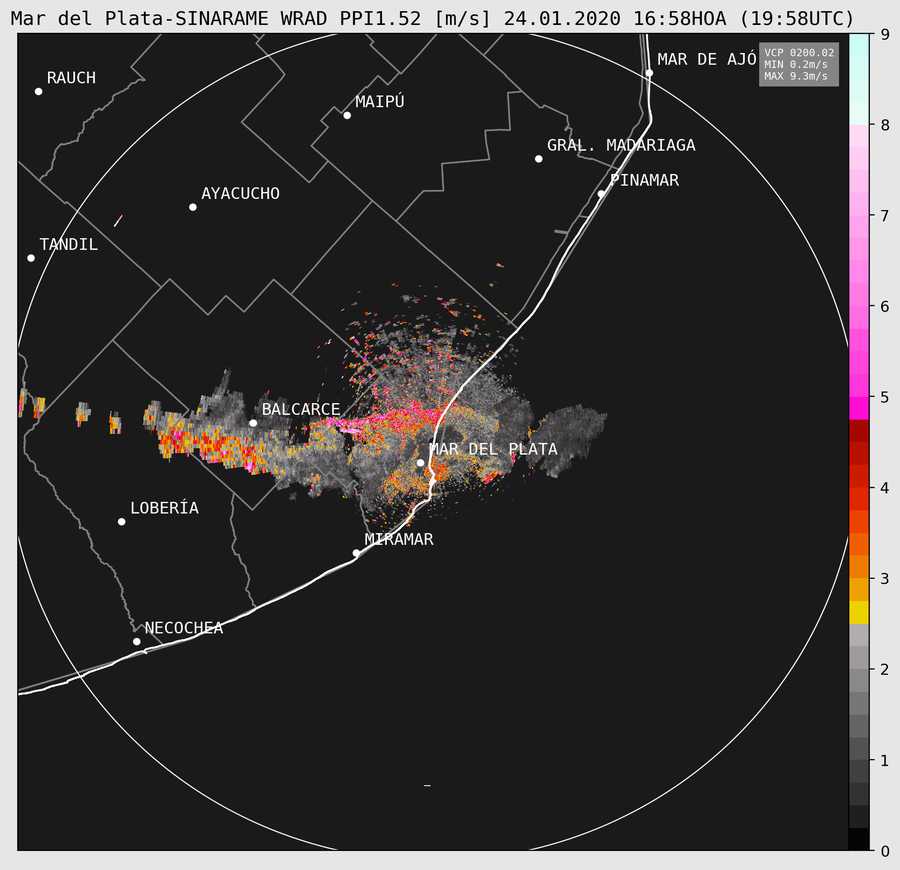 Mar del Plata-SINARAME WRAD PPI1.52 [m/s] 24.01.2020 16:58HOA (19:58UTC)
VCP 0200.02
MIN 0.2m/s
MAX 9.3m/s
MAR DE AJÓ
RAUCH
MAIPÚ
GRAL. MADARIAGA
PINAMAR
AYACUCHO
TANDIL
BALCARCE
MAR DEL PLATA
LOBERÍA
MIRAMAR
NECOCHEA
9
8
7
6
5
4
3
2
1
0